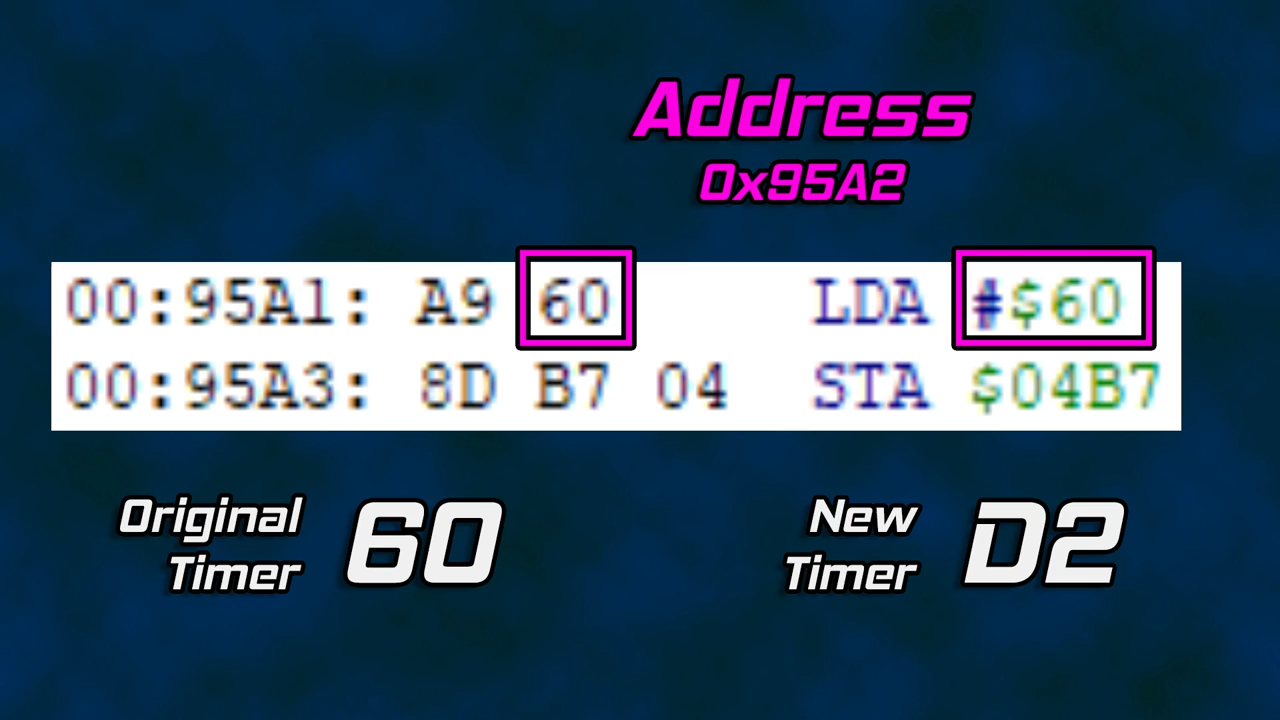 Address
0x95A2
00:95A1: A9 60 LDA #$60
00:95A3: 8D B7 04 STA $04B7
Original
Timer
60
New
Timer
D2